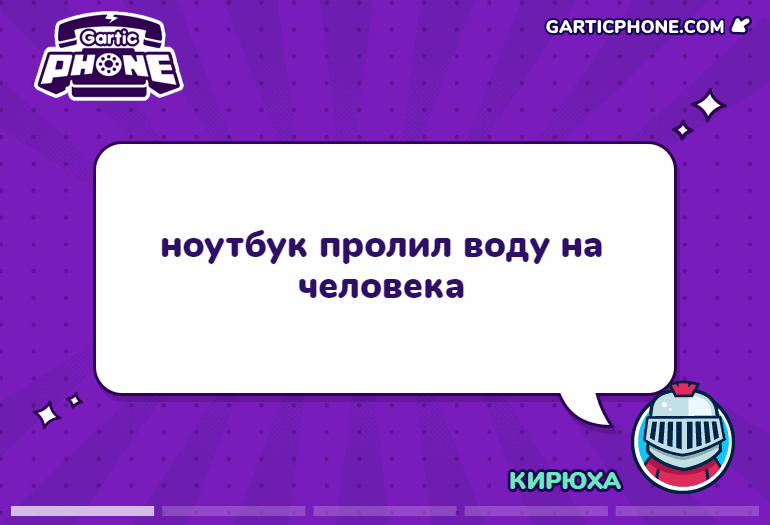 Gartic
PHONE
GARTICPHONE.COM
ноутбук пролил воду на
человека
КИРЮХА